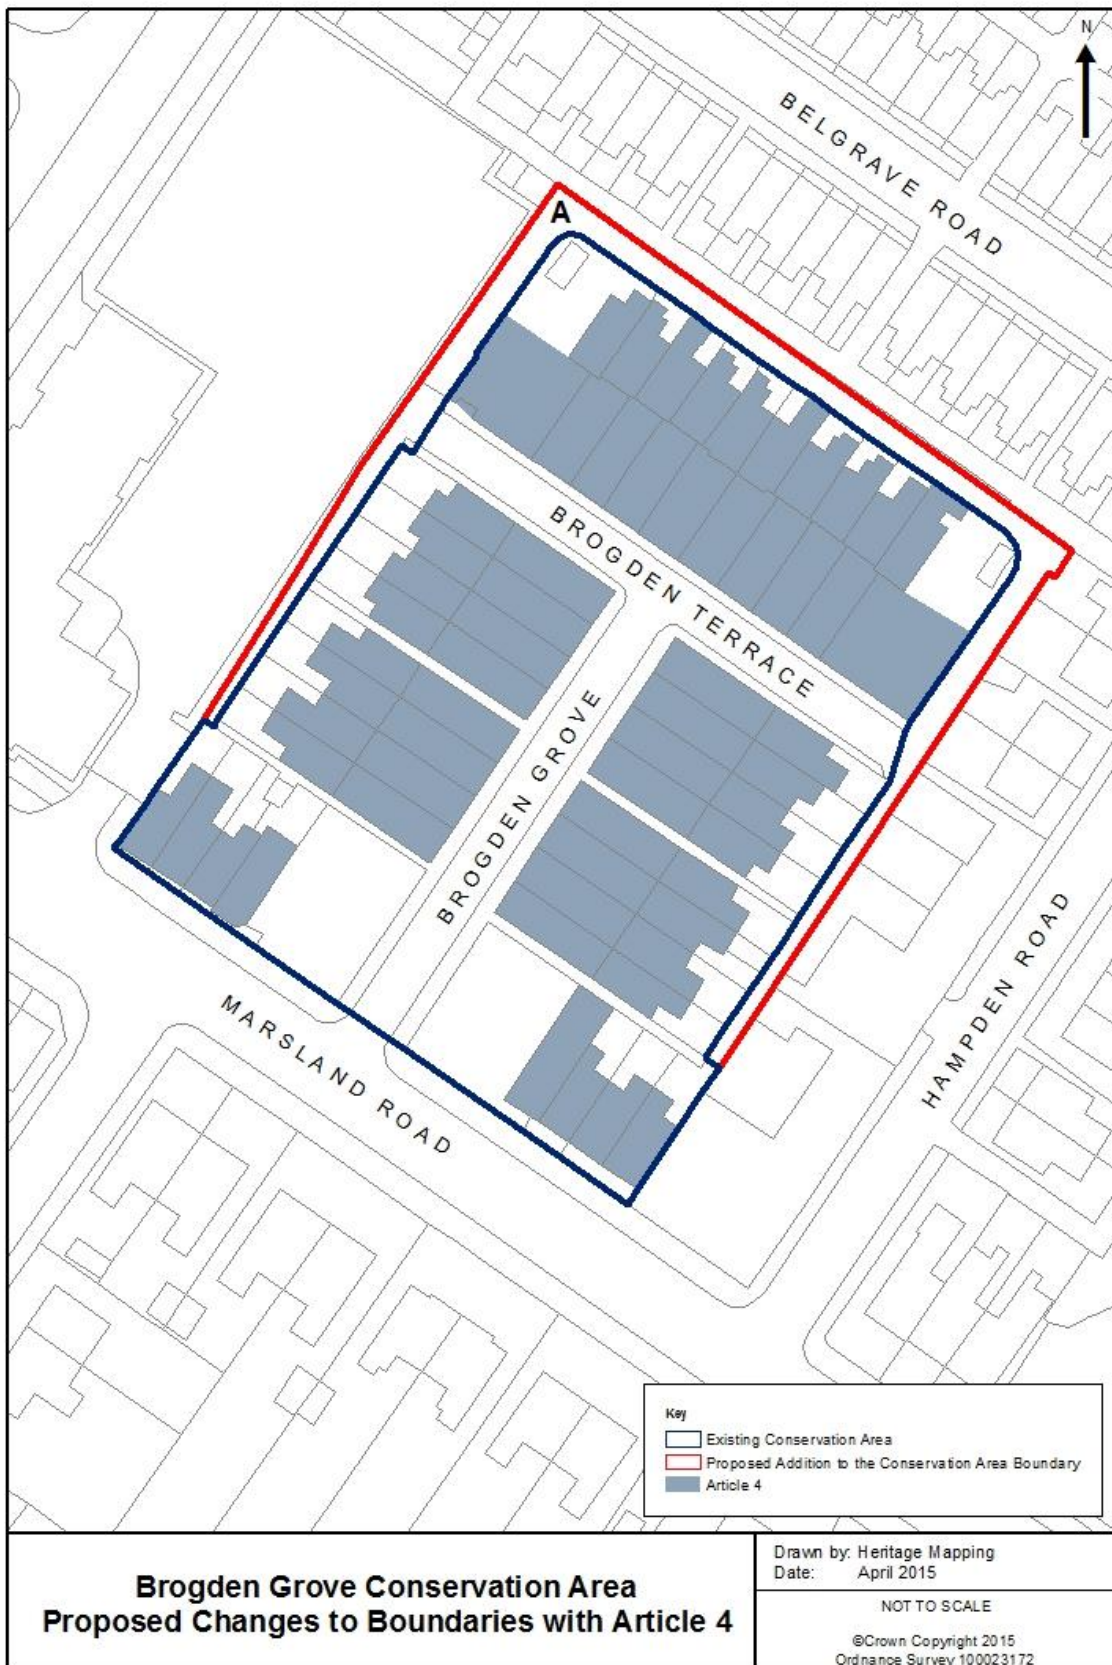 N
BELGRAVE ROAD
A
BROGDEN TERRACE
BROGDEN GROVE
HAMPDEN ROAD
MARSLAND ROAD
Key
Existing Conservation Area
Proposed Addition to the Conservation Area Boundary
Article 4
Brogden Grove Conservation Area
Proposed Changes to Boundaries with Article 4
Drawn by: Heritage Mapping
Date: April 2015
NOT TO SCALE
©Crown Copyright 2015
Ordnance Survey 100023172